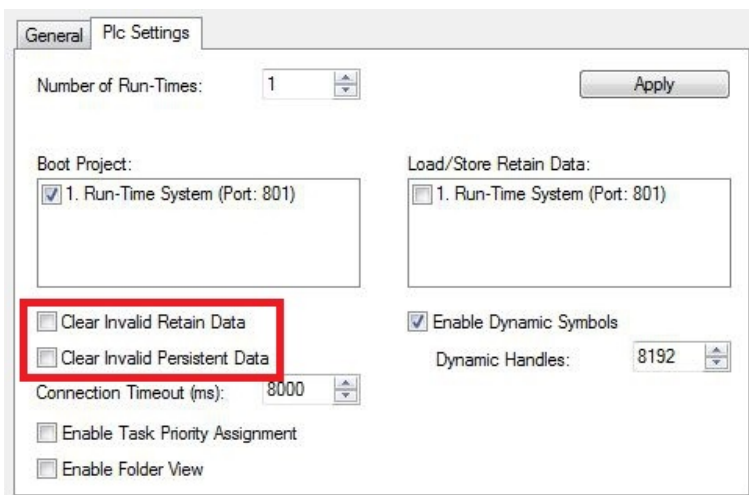 General Plc Settings
Number of Run-Times: 1 Apply
Boot Project: Load/Store Retain Data:
1. Run-Time System (Port: 801) 1. Run-Time System (Port: 801)
Clear Invalid Retain Data Enable Dynamic Symbols
Clear Invalid Persistent Data Dynamic Handles: 8192
Connection Timeout (ms): 8000
Enable Task Priority Assignment
Enable Folder View